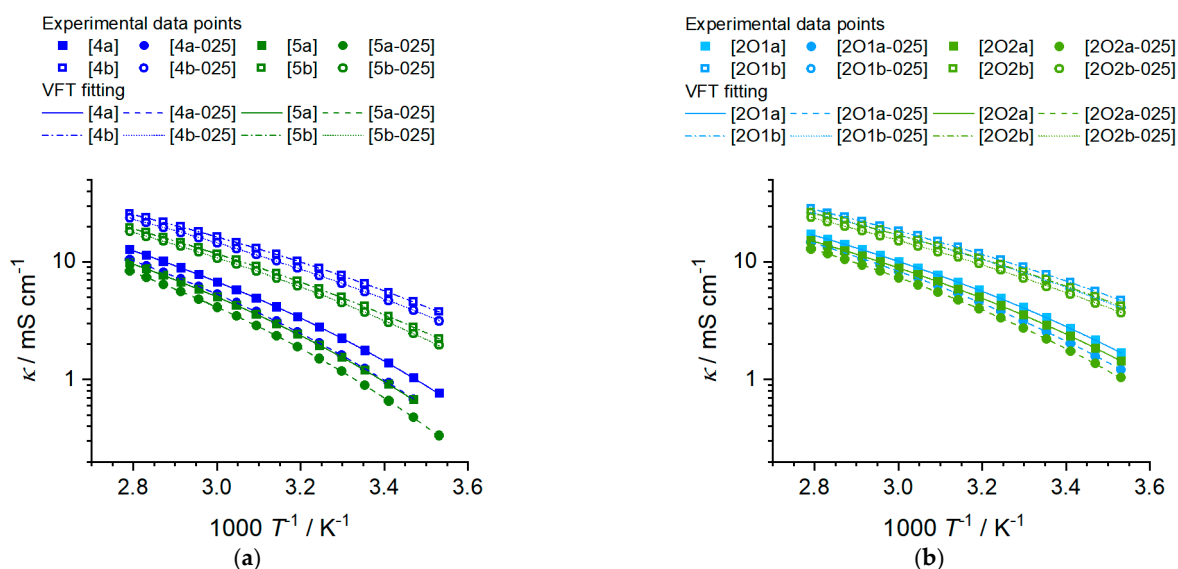 Experimental data points
[4a] [4a-025] [5a] [5a-025]
[4b] [4b-025] [5b] [5b-025]
VFT fitting
[4a] [4a-025] [5a] [5a-025]
[4b] [4b-025] [5b] [5b-025]
κ / mS cm⁻¹
10
1
2.8 3.0 3.2 3.4 3.6
1000 T⁻¹ / K⁻¹
(a)
Experimental data points
[2O1a] [2O1a-025] [2O2a] [2O2a-025]
[2O1b] [2O1b-025] [2O2b] [2O2b-025]
VFT fitting
[2O1a] [2O1a-025] [2O2a] [2O2a-025]
[2O1b] [2O1b-025] [2O2b] [2O2b-025]
κ / mS cm⁻¹
10
1
2.8 3.0 3.2 3.4 3.6
1000 T⁻¹ / K⁻¹
(b)